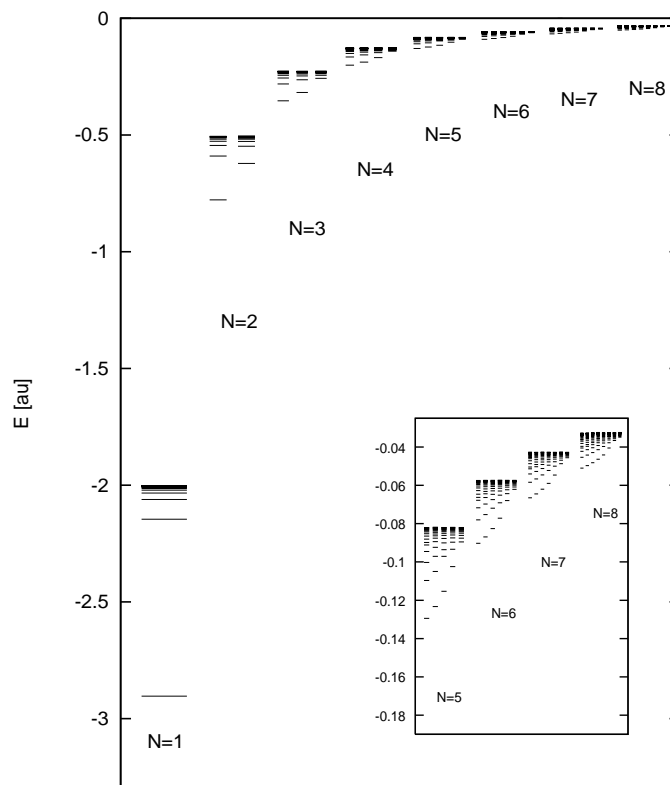 0
-0.5
-1
-1.5
-2
-2.5
-3
E [au]
N=1
N=2
N=3
N=4
N=5
N=6
N=7
N=8
-0.04
-0.06
-0.08
-0.1
-0.12
-0.14
-0.16
-0.18
N=5
N=6
N=7
N=8